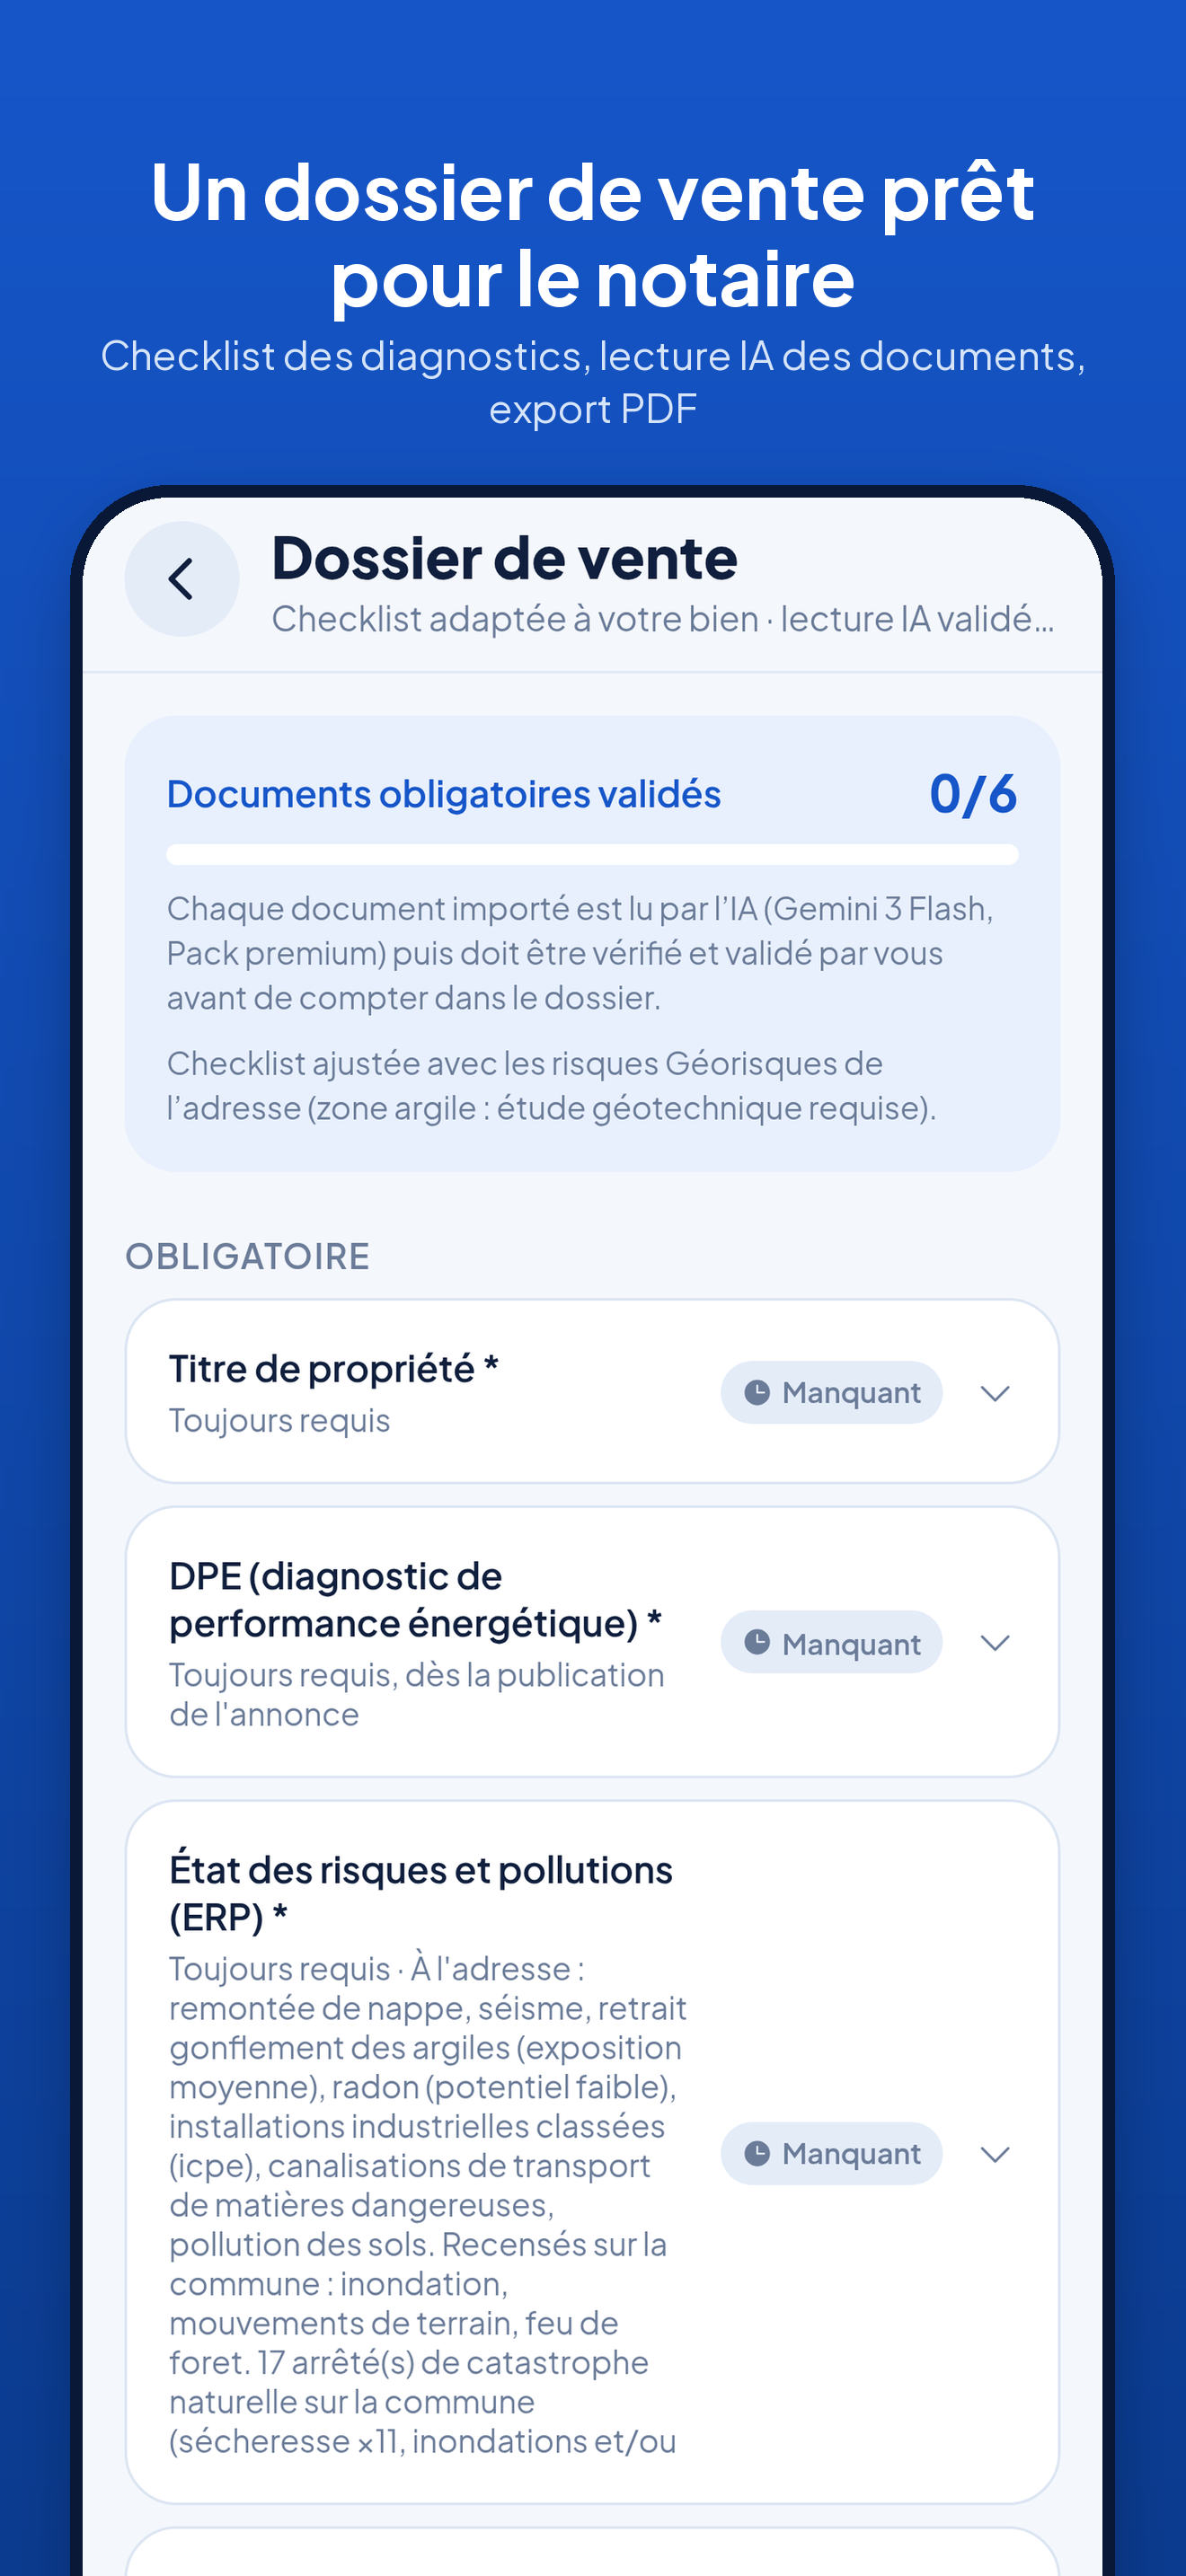 Un dossier de vente prêt
pour le notaire
Checklist des diagnostics, lecture IA des documents,
export PDF
Dossier de vente
Checklist adaptée à votre bien · lecture IA validé…
Documents obligatoires validés 0/6
Chaque document importé est lu par l’IA (Gemini 3 Flash,
Pack premium) puis doit être vérifié et validé par vous
avant de compter dans le dossier.
Checklist ajustée avec les risques Géorisques de
l’adresse (zone argile : étude géotechnique requise).
OBLIGATOIRE
Titre de propriété *
Toujours requis
Manquant
DPE (diagnostic de
performance énergétique) *
Toujours requis, dès la publication
de l'annonce
Manquant
État des risques et pollutions
(ERP) *
Toujours requis · À l'adresse :
remontée de nappe, séisme, retrait
gonflement des argiles (exposition
moyenne), radon (potentiel faible),
installations industrielles classées
(icpe), canalisations de transport
de matières dangereuses,
pollution des sols. Recensés sur la
commune : inondation,
mouvements de terrain, feu de
foret. 17 arrêté(s) de catastrophe
naturelle sur la commune
(sécheresse ×11, inondations et/ou
Manquant